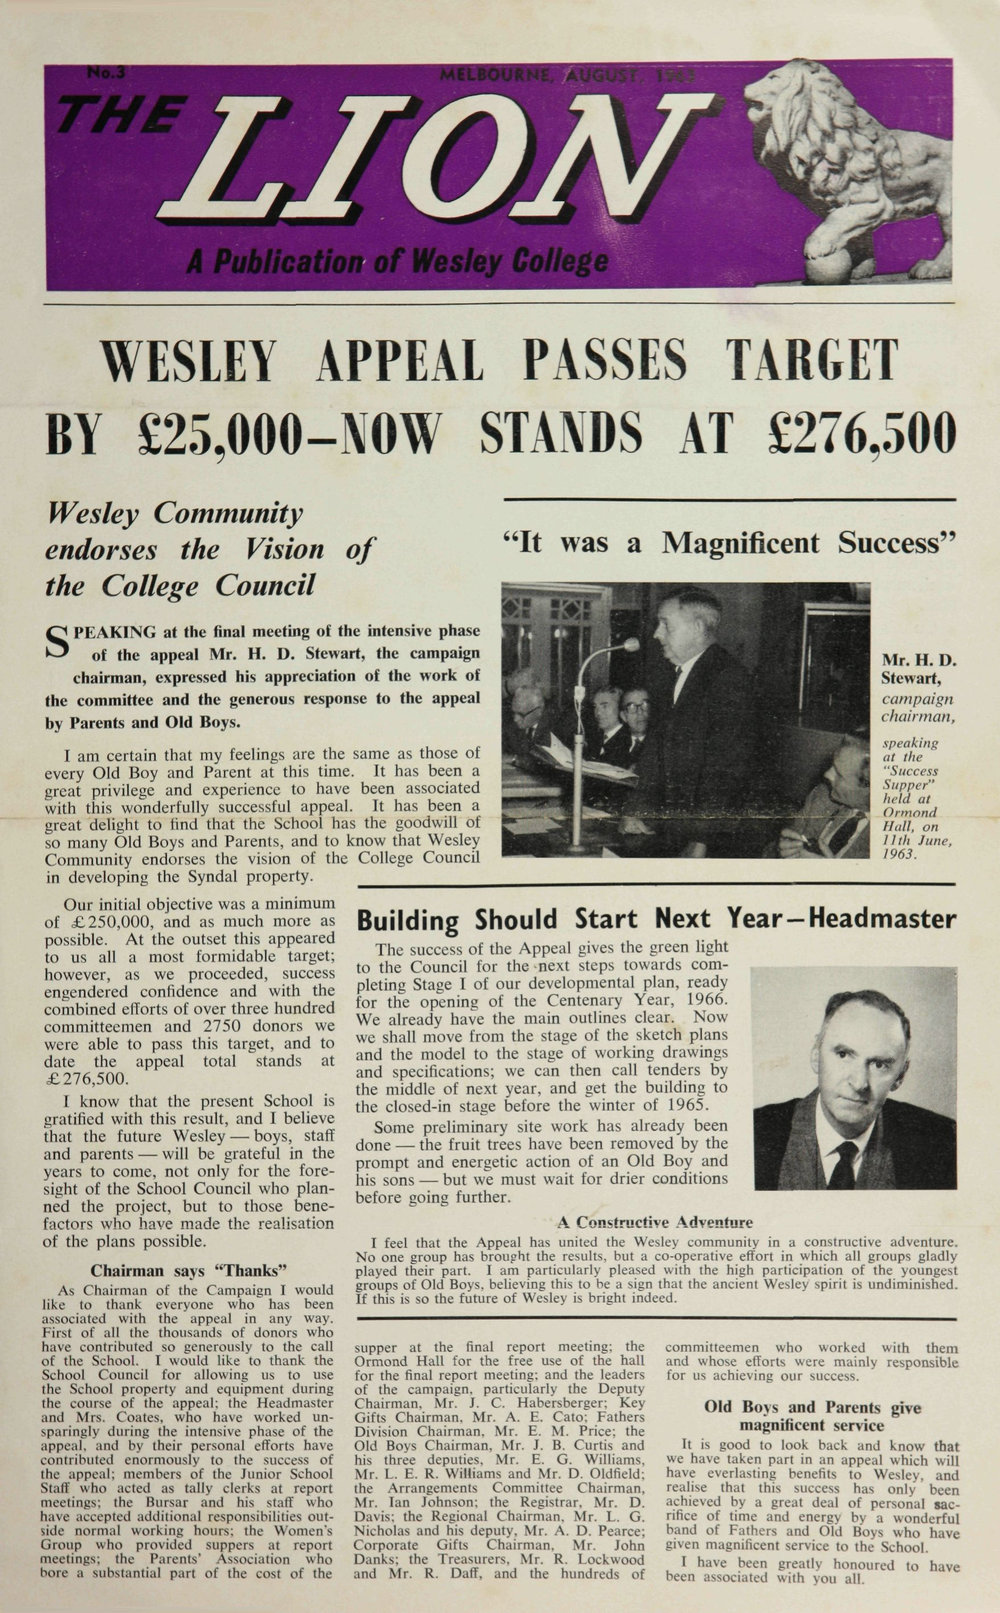 No.3
MELBOURNE, AUGUST, 1963
THE LION
A Publication of Wesley College
WESLEY APPEAL PASSES TARGET
BY £25,000–NOW STANDS AT £276,500
Wesley Community
endorses the Vision of
the College Council
SPEAKING at the final meeting of the intensive phase
of the appeal Mr. H. D. Stewart, the campaign
chairman, expressed his appreciation of the work of
the committee and the generous response to the appeal
by Parents and Old Boys.
I am certain that my feelings are the same as those of
every Old Boy and Parent at this time. It has been a
great privilege and experience to have been associated
with this wonderfully successful appeal. It has been a
great delight to find that the School has the goodwill of
so many Old Boys and Parents, and to know that Wesley
Community endorses the vision of the College Council
in developing the Syndal property.
Our initial objective was a minimum
of £250,000, and as much more as
possible. At the outset this appeared
to us all a most formidable target;
however, as we proceeded, success
engendered confidence and with the
combined efforts of over three hundred
committeemen and 2750 donors we
were able to pass this target, and to
date the appeal total stands at
£276,500.
I know that the present School is
gratified with this result, and I believe
that the future Wesley — boys, staff
and parents — will be grateful in the
years to come, not only for the fore-
sight of the School Council who plan-
ned the project, but to those bene-
factors who have made the realisation
of the plans possible.
Chairman says "Thanks"
As Chairman of the Campaign I would
like to thank everyone who has been
associated with the appeal in any way.
First of all the thousands of donors who
have contributed so generously to the call
of the School. I would like to thank the
School Council for allowing us to use
the School property and equipment during
the course of the appeal; the Headmaster
and Mrs. Coates, who have worked un-
sparingly during the intensive phase of the
appeal, and by their personal efforts have
contributed enormously to the success of
the appeal; members of the Junior School
Staff who acted as tally clerks at report
meetings; the Bursar and his staff who
have accepted additional responsibilities out-
side normal working hours; the Women's
Group who provided suppers at report
meetings; the Parents' Association who
bore a substantial part of the cost of the
"It was a Magnificent Success"
Mr. H. D.
Stewart,
campaign
chairman,
speaking
at the
"Success
Supper"
held at
Ormond
Hall, on
11th June,
1963.
Building Should Start Next Year–Headmaster
The success of the Appeal gives the green light
to the Council for the next steps towards com-
pleting Stage I of our developmental plan, ready
for the opening of the Centenary Year, 1966.
We already have the main outlines clear. Now
we shall move from the stage of the sketch plans
and the model to the stage of working drawings
and specifications; we can then call tenders by
the middle of next year, and get the building to
the closed-in stage before the winter of 1965.
Some preliminary site work has already been
done — the fruit trees have been removed by the
prompt and energetic action of an Old Boy and
his sons — but we must wait for drier conditions
before going further.
A Constructive Adventure
I feel that the Appeal has united the Wesley community in a constructive adventure.
No one group has brought the results, but a co-operative effort in which all groups gladly
played their part. I am particularly pleased with the high participation of the youngest
groups of Old Boys, believing this to be a sign that the ancient Wesley spirit is undiminished.
If this is so the future of Wesley is bright indeed.
supper at the final report meeting; the
Ormond Hall for the free use of the hall
for the final report meeting; and the leaders
of the campaign, particularly the Deputy
Chairman, Mr. J. C. Habersberger; Key
Gifts Chairman, Mr. A. E. Cato; Fathers
Division Chairman, Mr. E. M. Price; the
Old Boys Chairman, Mr. J. B. Curtis and
his three deputies, Mr. E. G. Williams,
Mr. L. E. R. Williams and Mr. D. Oldfield;
the Arrangements Committee Chairman,
Mr. Ian Johnson; the Registrar, Mr. D.
Davis; the Regional Chairman, Mr. L. G.
Nicholas and his deputy, Mr. A. D. Pearce;
Corporate Gifts Chairman, Mr. John
Danks; the Treasurers, Mr. R. Lockwood
and Mr. R. Daff, and the hundreds of
committeemen who worked with them
and whose efforts were mainly responsible
for us achieving our success.
Old Boys and Parents give
magnificent service
It is good to look back and know that
we have taken part in an appeal which will
have everlasting benefits to Wesley, and
realise that this success has only been
achieved by a great deal of personal sac-
rifice of time and energy by a wonderful
band of Fathers and Old Boys who have
given magnificent service to the School.
I have been greatly honoured to have
been associated with you all.